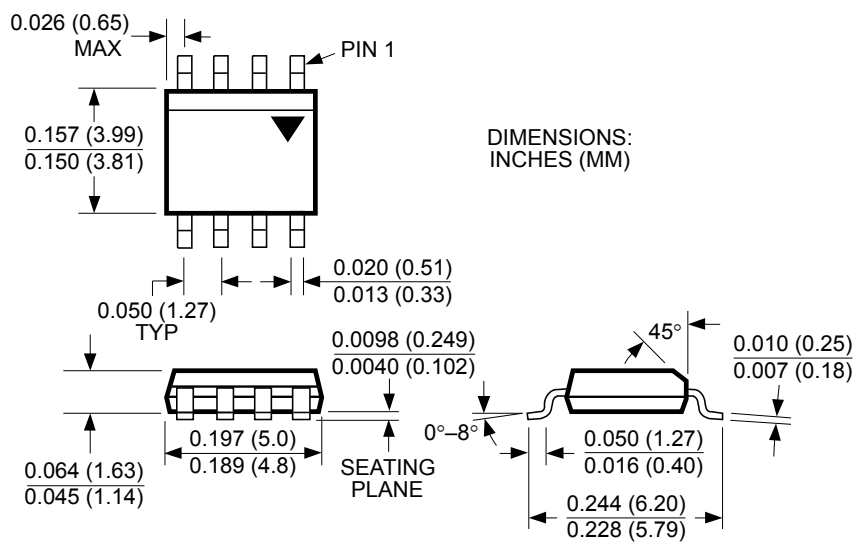 0.026 (0.65)
MAX
PIN 1
0.157 (3.99)
0.150 (3.81)
DIMENSIONS:
INCHES (MM)
0.020 (0.51)
0.013 (0.33)
0.050 (1.27)
TYP
0.0098 (0.249)
0.0040 (0.102)
45°
0.010 (0.25)
0.007 (0.18)
0.064 (1.63)
0.045 (1.14)
0.197 (5.0)
0.189 (4.8)
SEATING
PLANE
0°–8°
0.050 (1.27)
0.016 (0.40)
0.244 (6.20)
0.228 (5.79)